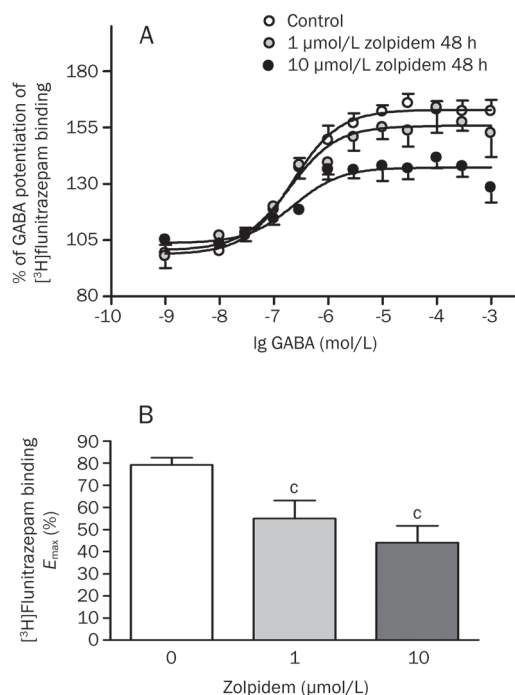 A
Control
1 µmol/L zolpidem 48 h
10 µmol/L zolpidem 48 h
% of GABA potentiation of
[³H]flunitrazepam binding
180
155
130
105
80
-10 -9 -8 -7 -6 -5 -4 -3
lg GABA (mol/L)
B
[³H]Flunitrazepam binding
Emax (%)
90
80
70
60
50
40
30
20
10
0
c c
0 1 10
Zolpidem (µmol/L)